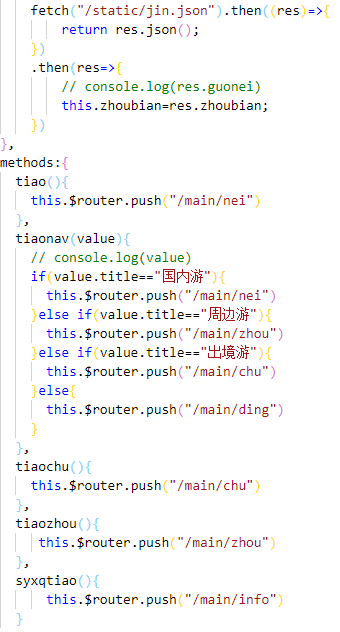 fetch("/static/jin.json").then((res)=>{
return res.json();
})
.then(res=>{
// console.log(res.guonei)
this.zhoubian=res.zhoubian;
})
},
methods:{
tiao(){
this.$router.push("/main/nei")
},
tiaonav(value){
// console.log(value)
if(value.title=="国内游"){
this.$router.push("/main/nei")
}else if(value.title=="周边游"){
this.$router.push("/main/zhou")
}else if(value.title=="出境游"){
this.$router.push("/main/chu")
}else{
this.$router.push("/main/ding")
}
},
tiaochu(){
this.$router.push("/main/chu")
},
tiaozhou(){
this.$router.push("/main/zhou")
},
syxqtiao(){
this.$router.push("/main/info")
}